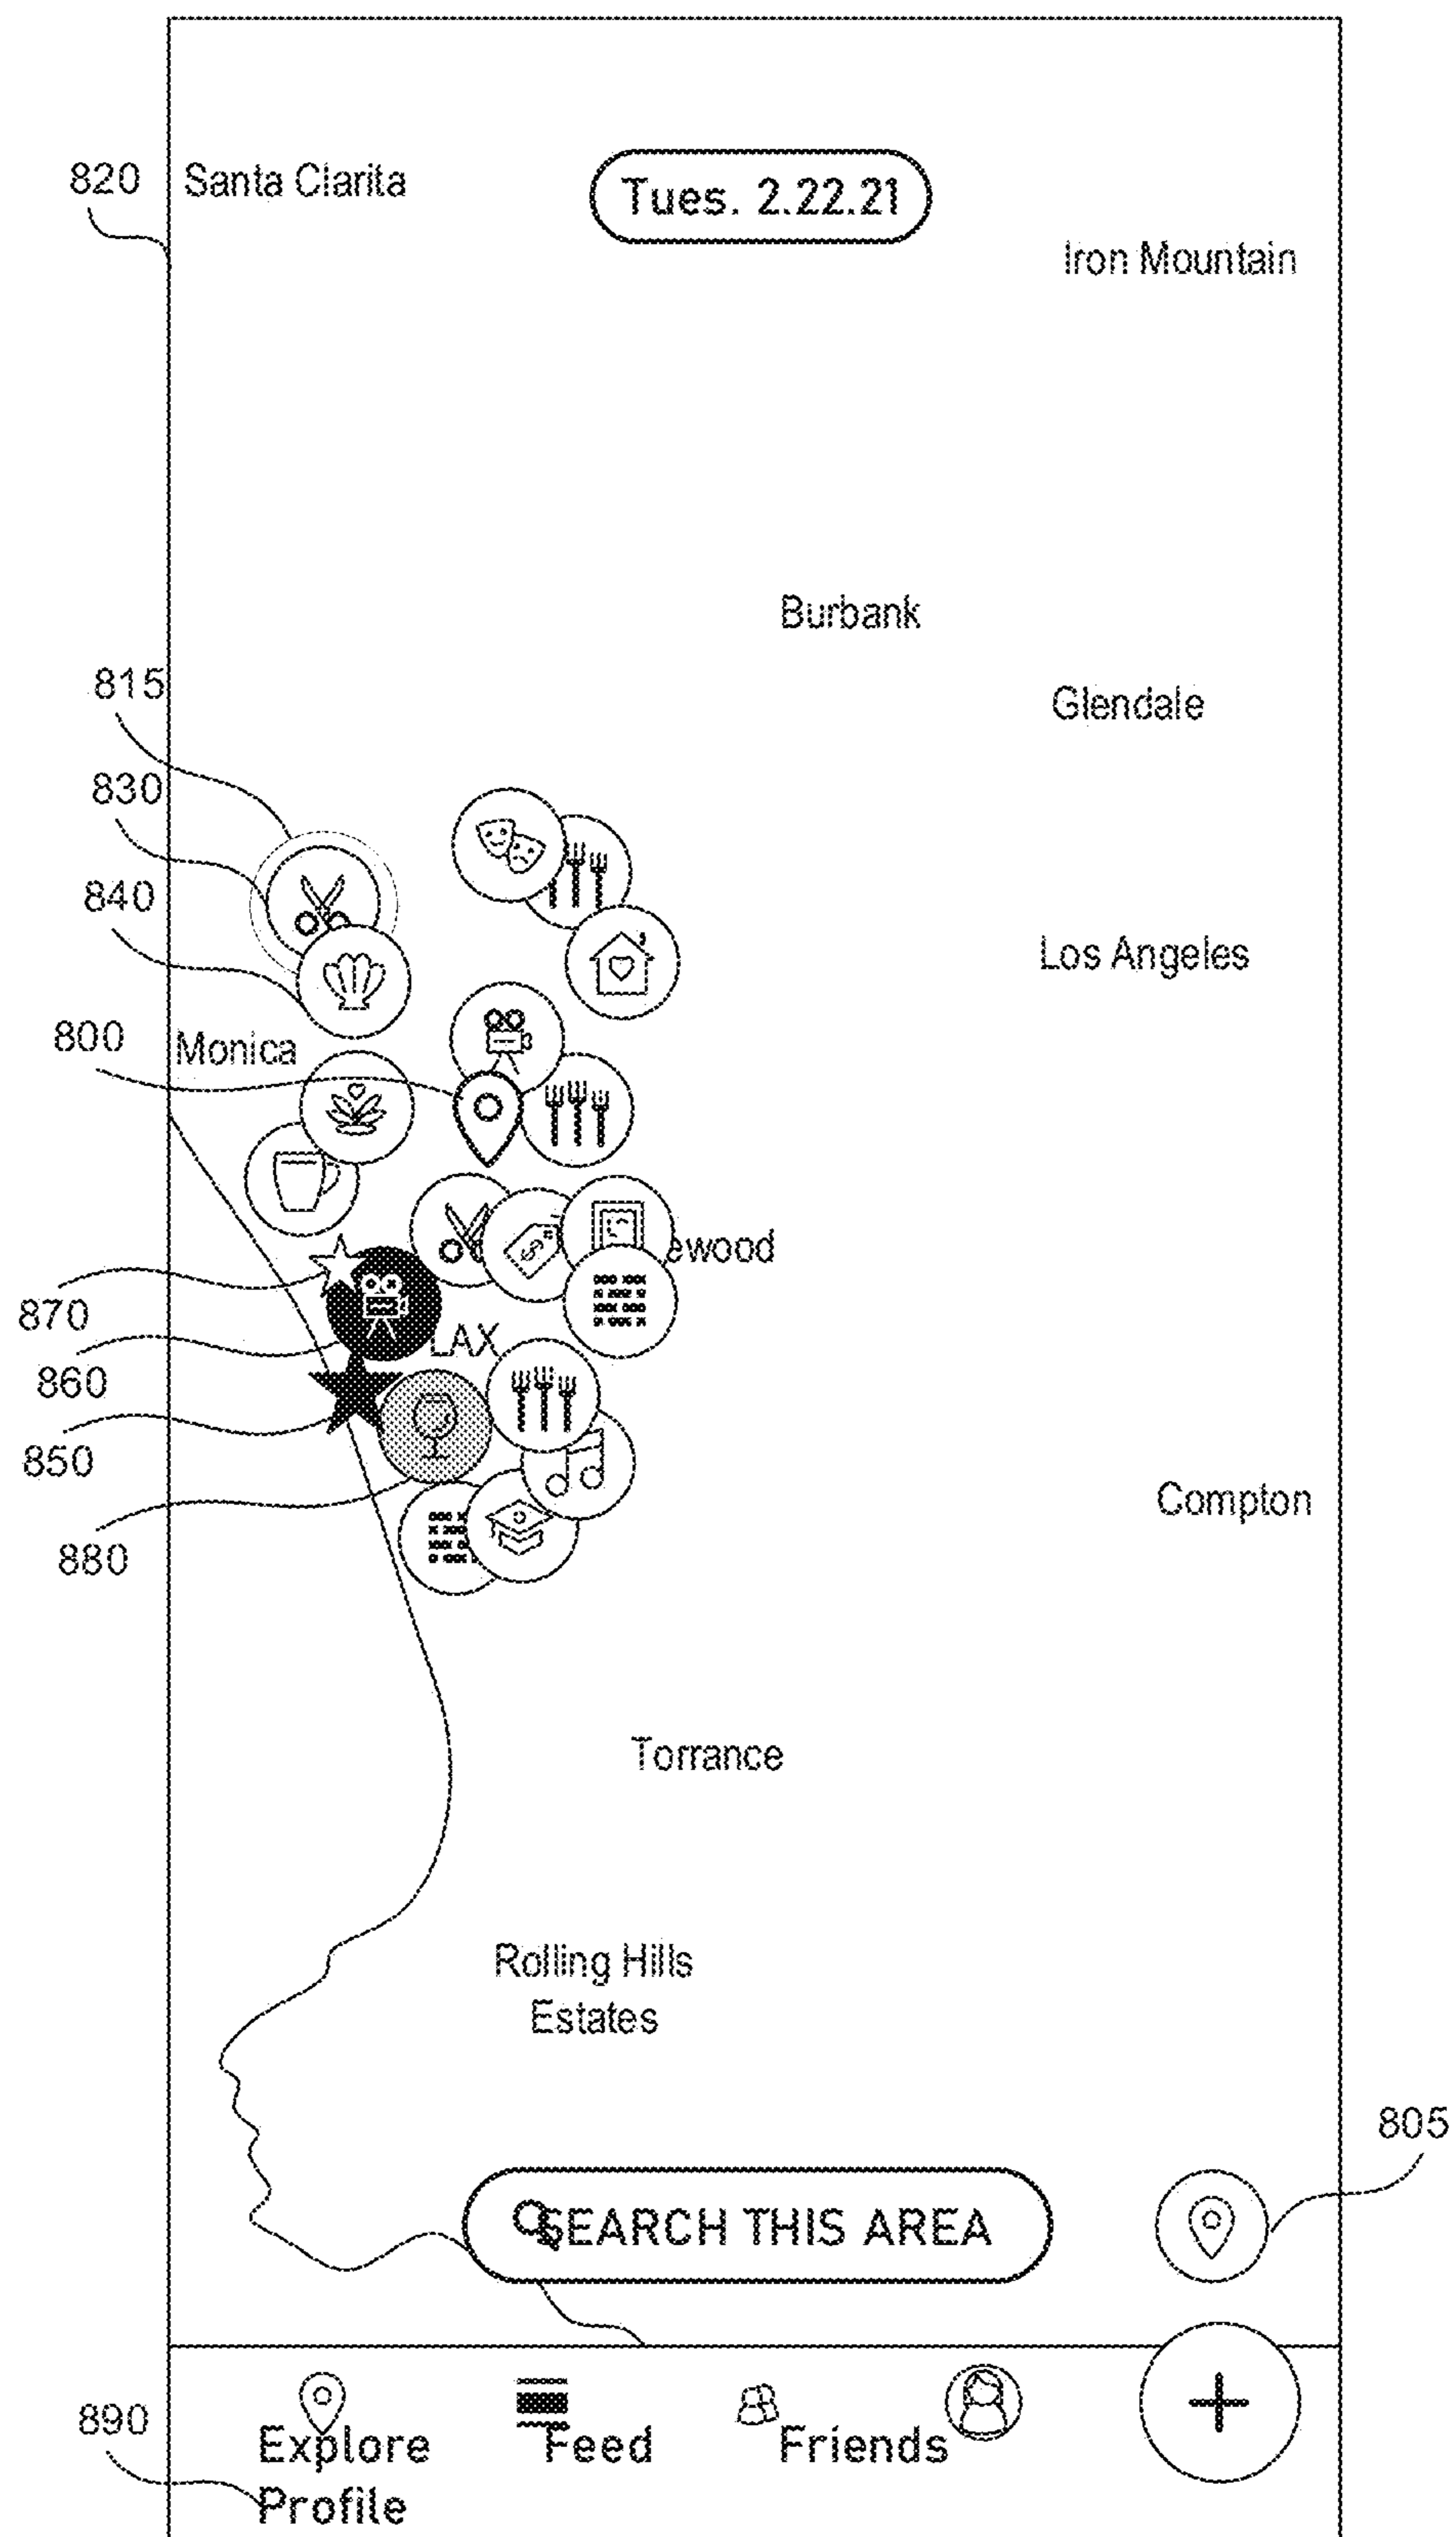 820 Santa Clarita
Tues. 2.22.21
Iron Mountain
Burbank
815
Glendale
830
840
Los Angeles
800
Monica
ewood
870
LAX
860
850
Compton
880
Torrance
Rolling Hills
Estates
805
SEARCH THIS AREA
890
Explore Feed Friends
Profile